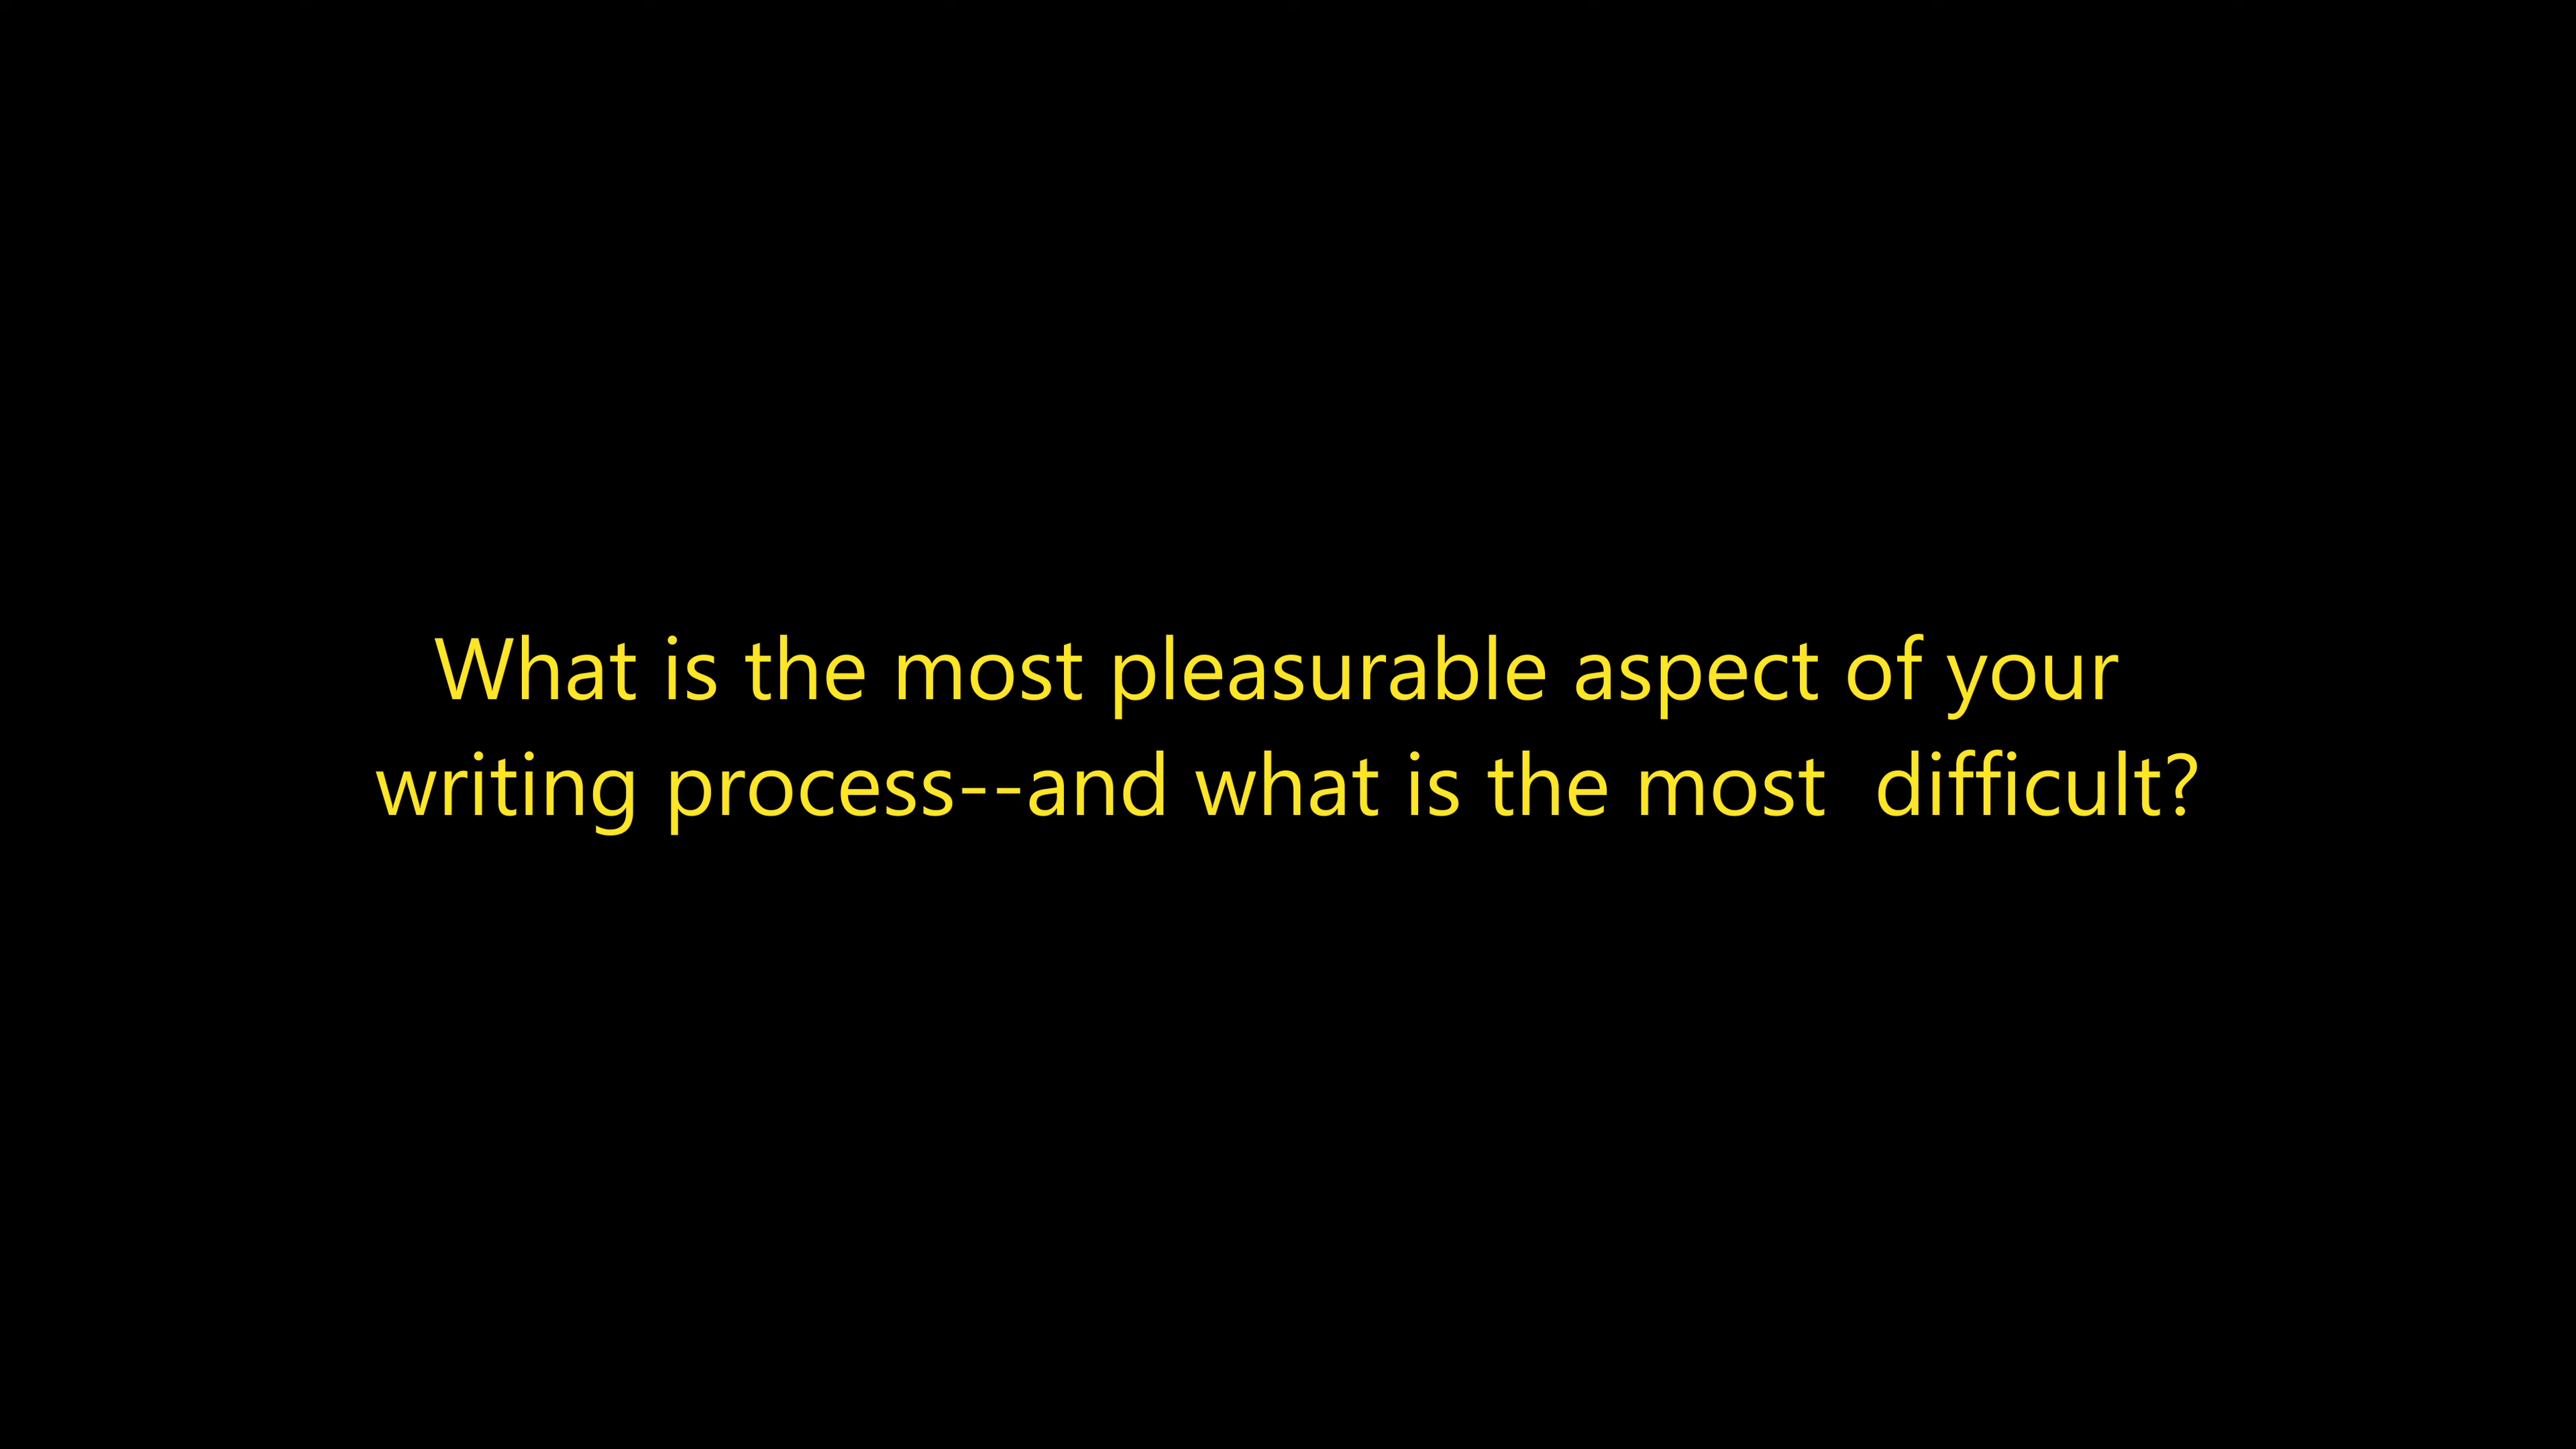 What is the most pleasurable aspect of your
writing process--and what is the most  difficult?